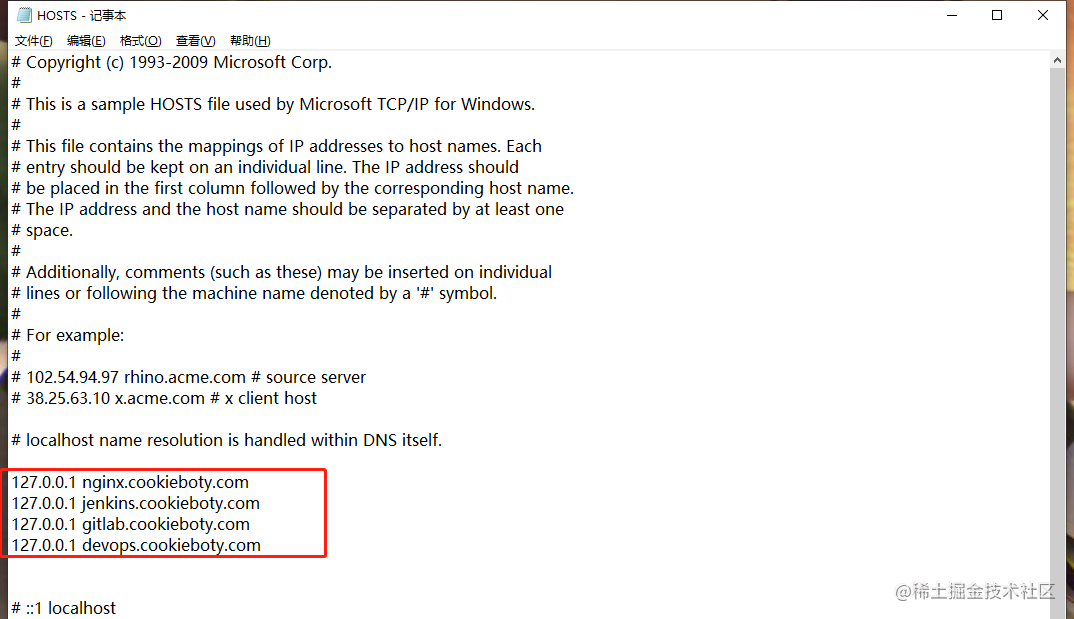 HOSTS - 记事本
文件(F) 编辑(E) 格式(O) 查看(V) 帮助(H)
# Copyright (c) 1993-2009 Microsoft Corp.
#
# This is a sample HOSTS file used by Microsoft TCP/IP for Windows.
#
# This file contains the mappings of IP addresses to host names. Each
# entry should be kept on an individual line. The IP address should
# be placed in the first column followed by the corresponding host name.
# The IP address and the host name should be separated by at least one
# space.
#
# Additionally, comments (such as these) may be inserted on individual
# lines or following the machine name denoted by a '#' symbol.
#
# For example:
#
# 102.54.94.97 rhino.acme.com # source server
# 38.25.63.10 x.acme.com # x client host
# localhost name resolution is handled within DNS itself.
127.0.0.1 nginx.cookieboty.com
127.0.0.1 jenkins.cookieboty.com
127.0.0.1 gitlab.cookieboty.com
127.0.0.1 devops.cookieboty.com
@稀土掘金技术社区
# ::1 localhost